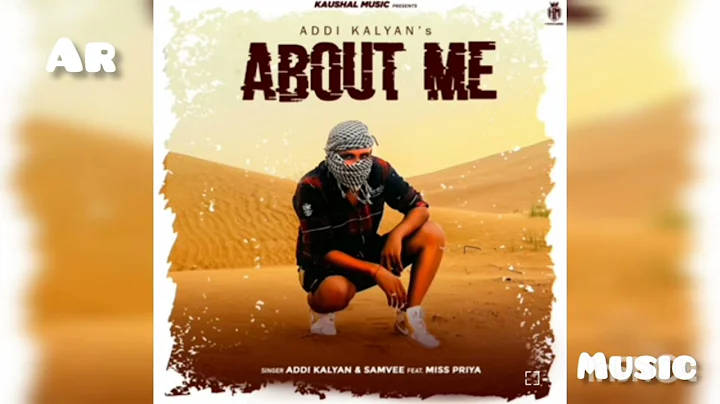 KAUSHAL MUSIC PRESENTS
ADDI KALYAN's
ABOUT ME
AR
SINGER ADDI KALYAN & SAMVEE FEAT. MISS PRIYA
MUSIC